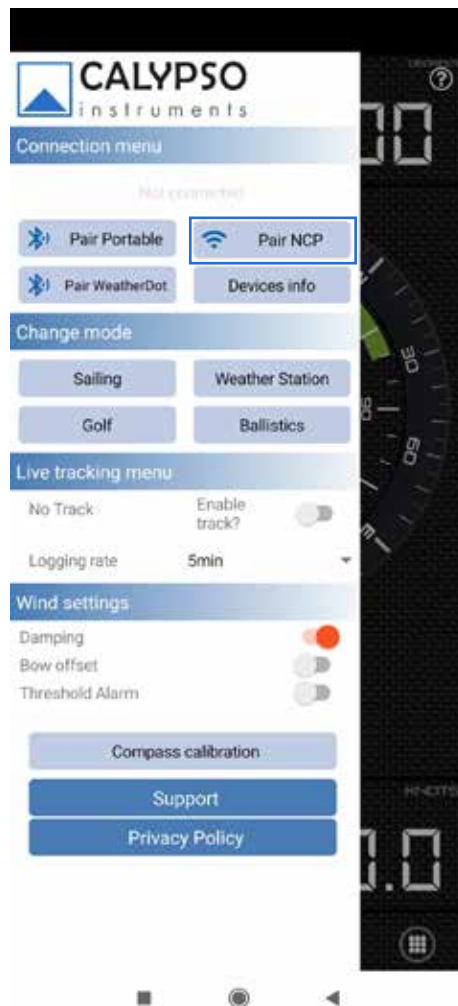 CALYPSO
instruments
Connection menu
Not connected
Pair Portable
Pair NCP
Pair WeatherDot
Devices info
Change mode
Sailing
Weather Station
Golf
Ballistics
Live tracking menu
No Track
Enable
track?
Logging rate
5min
Wind settings
Damping
Bow offset
Threshold Alarm
Compass calibration
Support
Privacy Policy
?
30
60
90
KNOTS
.0